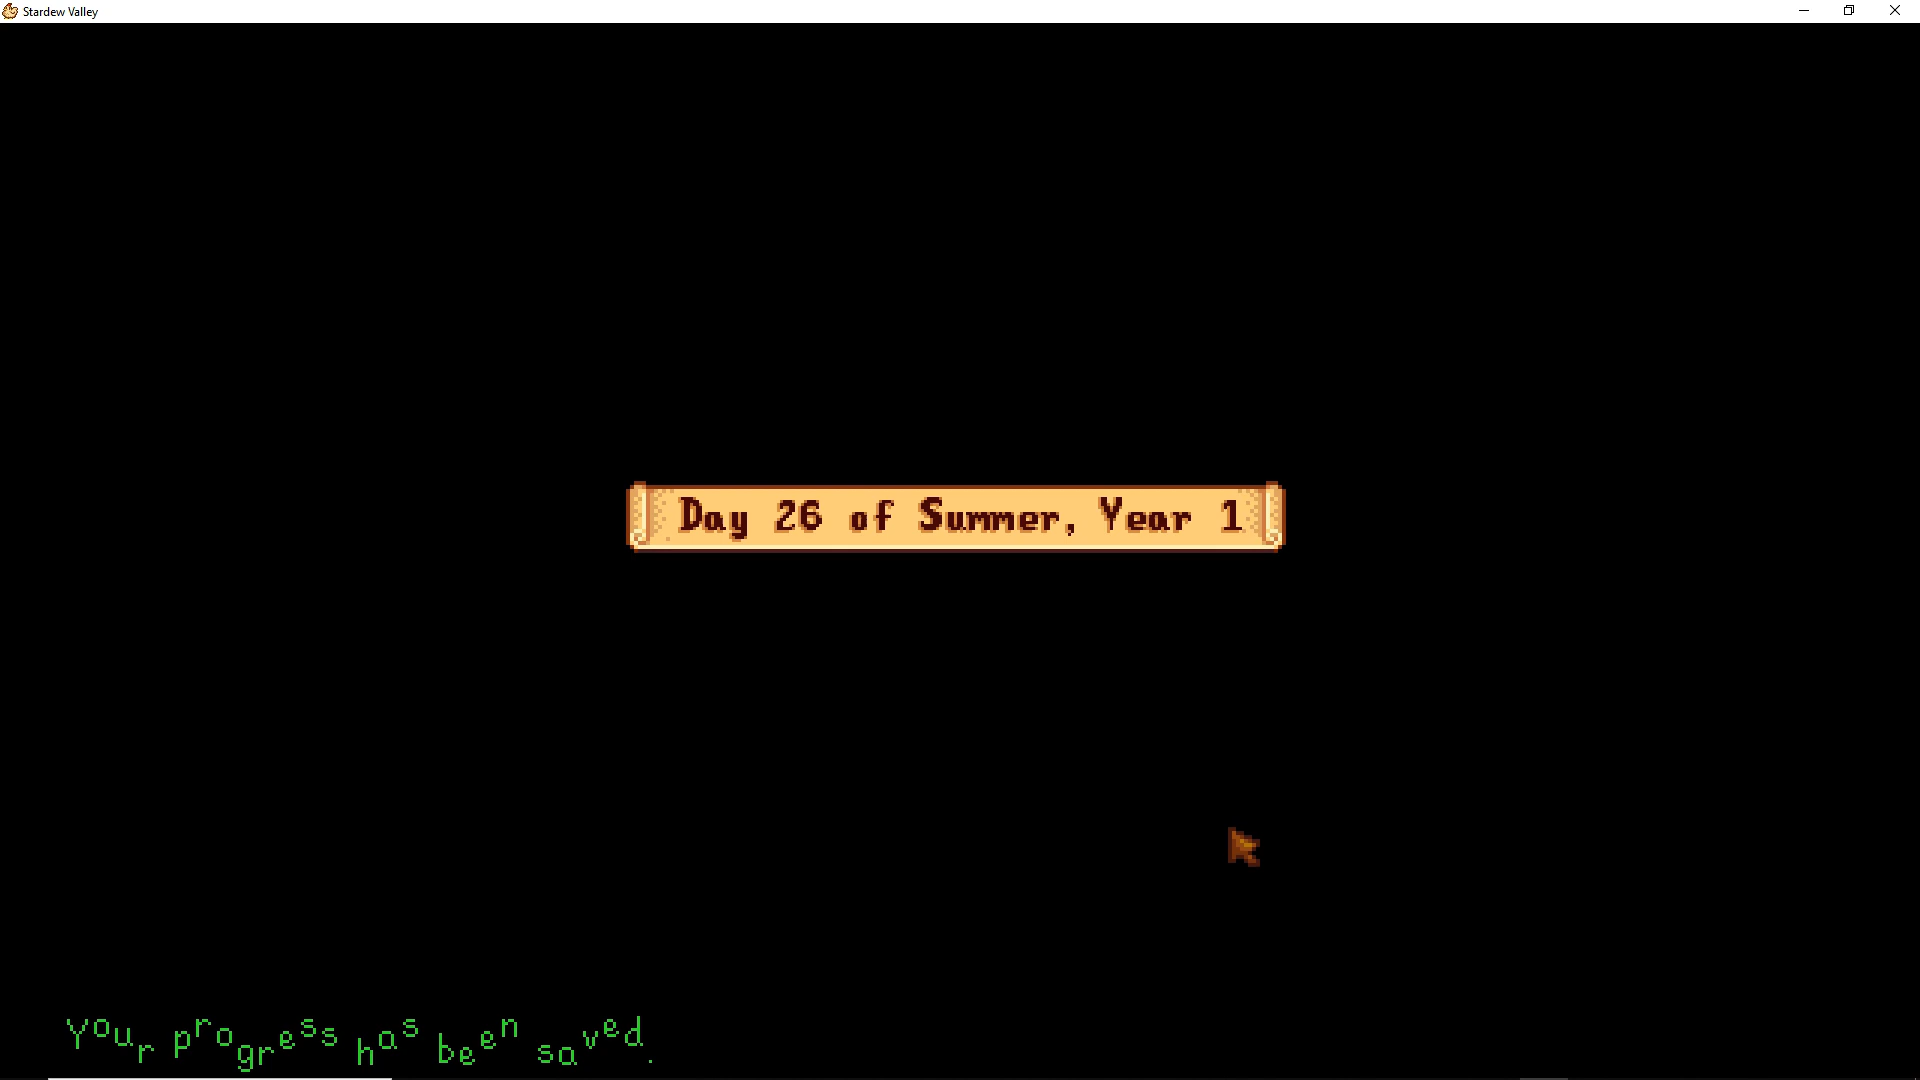 Stardew Valley
Day 26 of Summer, Year 1
Your progress has been saved.